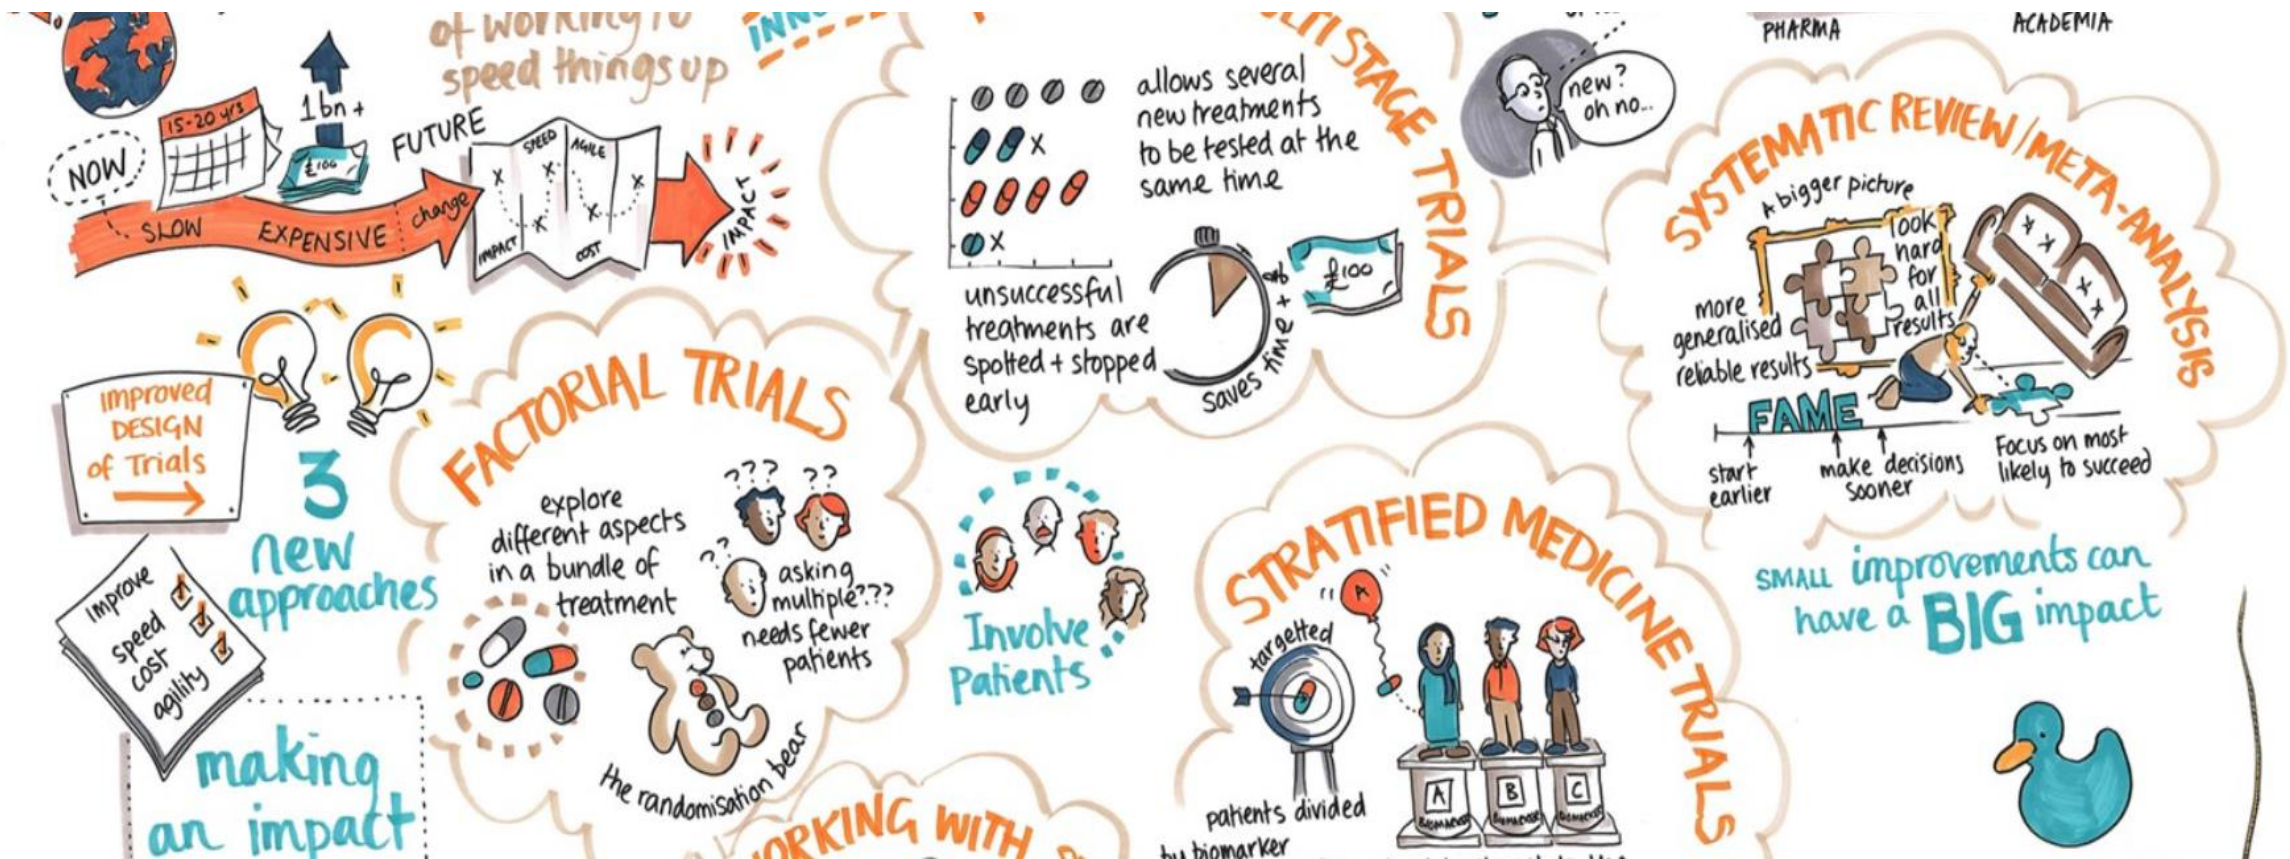 of working to
speed things up
NOW
15-20 yrs
1bn +
£100
SLOW
EXPENSIVE
change
FUTURE
SPEED
AGILE
IMPACT
COST
IMPACT
Improved
DESIGN
of Trials
3
new
approaches
Improve
speed
cost
agility
making
an impact
FACTORIAL TRIALS
explore
different aspects
in a bundle of
treatment
???
??
??
asking
multiple???
needs fewer
patients
the randomisation bear
STAGE TRIALS
allows several
new treatments
to be tested at the
same time
x
x
unsuccessful
treatments are
spotted + stopped
early
saves time +
£100
Involve
Patients
WITH
new?
oh no...
PHARMA
ACADEMIA
SYSTEMATIC REVIEW/META-ANALYSIS
A bigger picture
look
hard
for
all
results
more
generalised
reliable results
FAME
start
earlier
make decisions
sooner
Focus on most
likely to succeed
SMALL improvements can
have a BIG impact
STRATIFIED MEDICINE TRIALS
A
targetted
A
B
C
patients divided
by biomarker